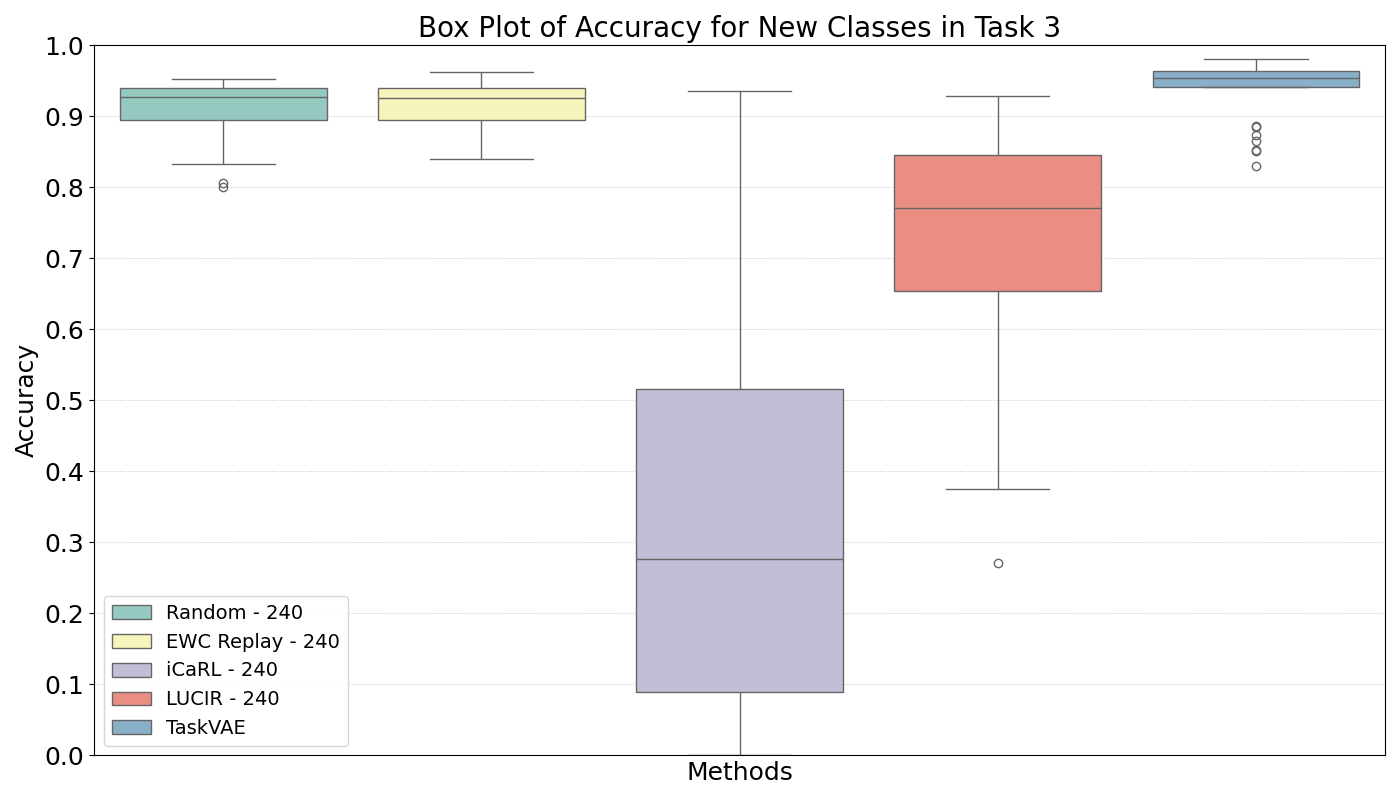 Box Plot of Accuracy for New Classes in Task 3
1.0
0.9
0.8
0.7
0.6
0.5
0.4
0.3
0.2
0.1
0.0
Accuracy
Random - 240
EWC Replay - 240
iCaRL - 240
LUCIR - 240
TaskVAE
Methods